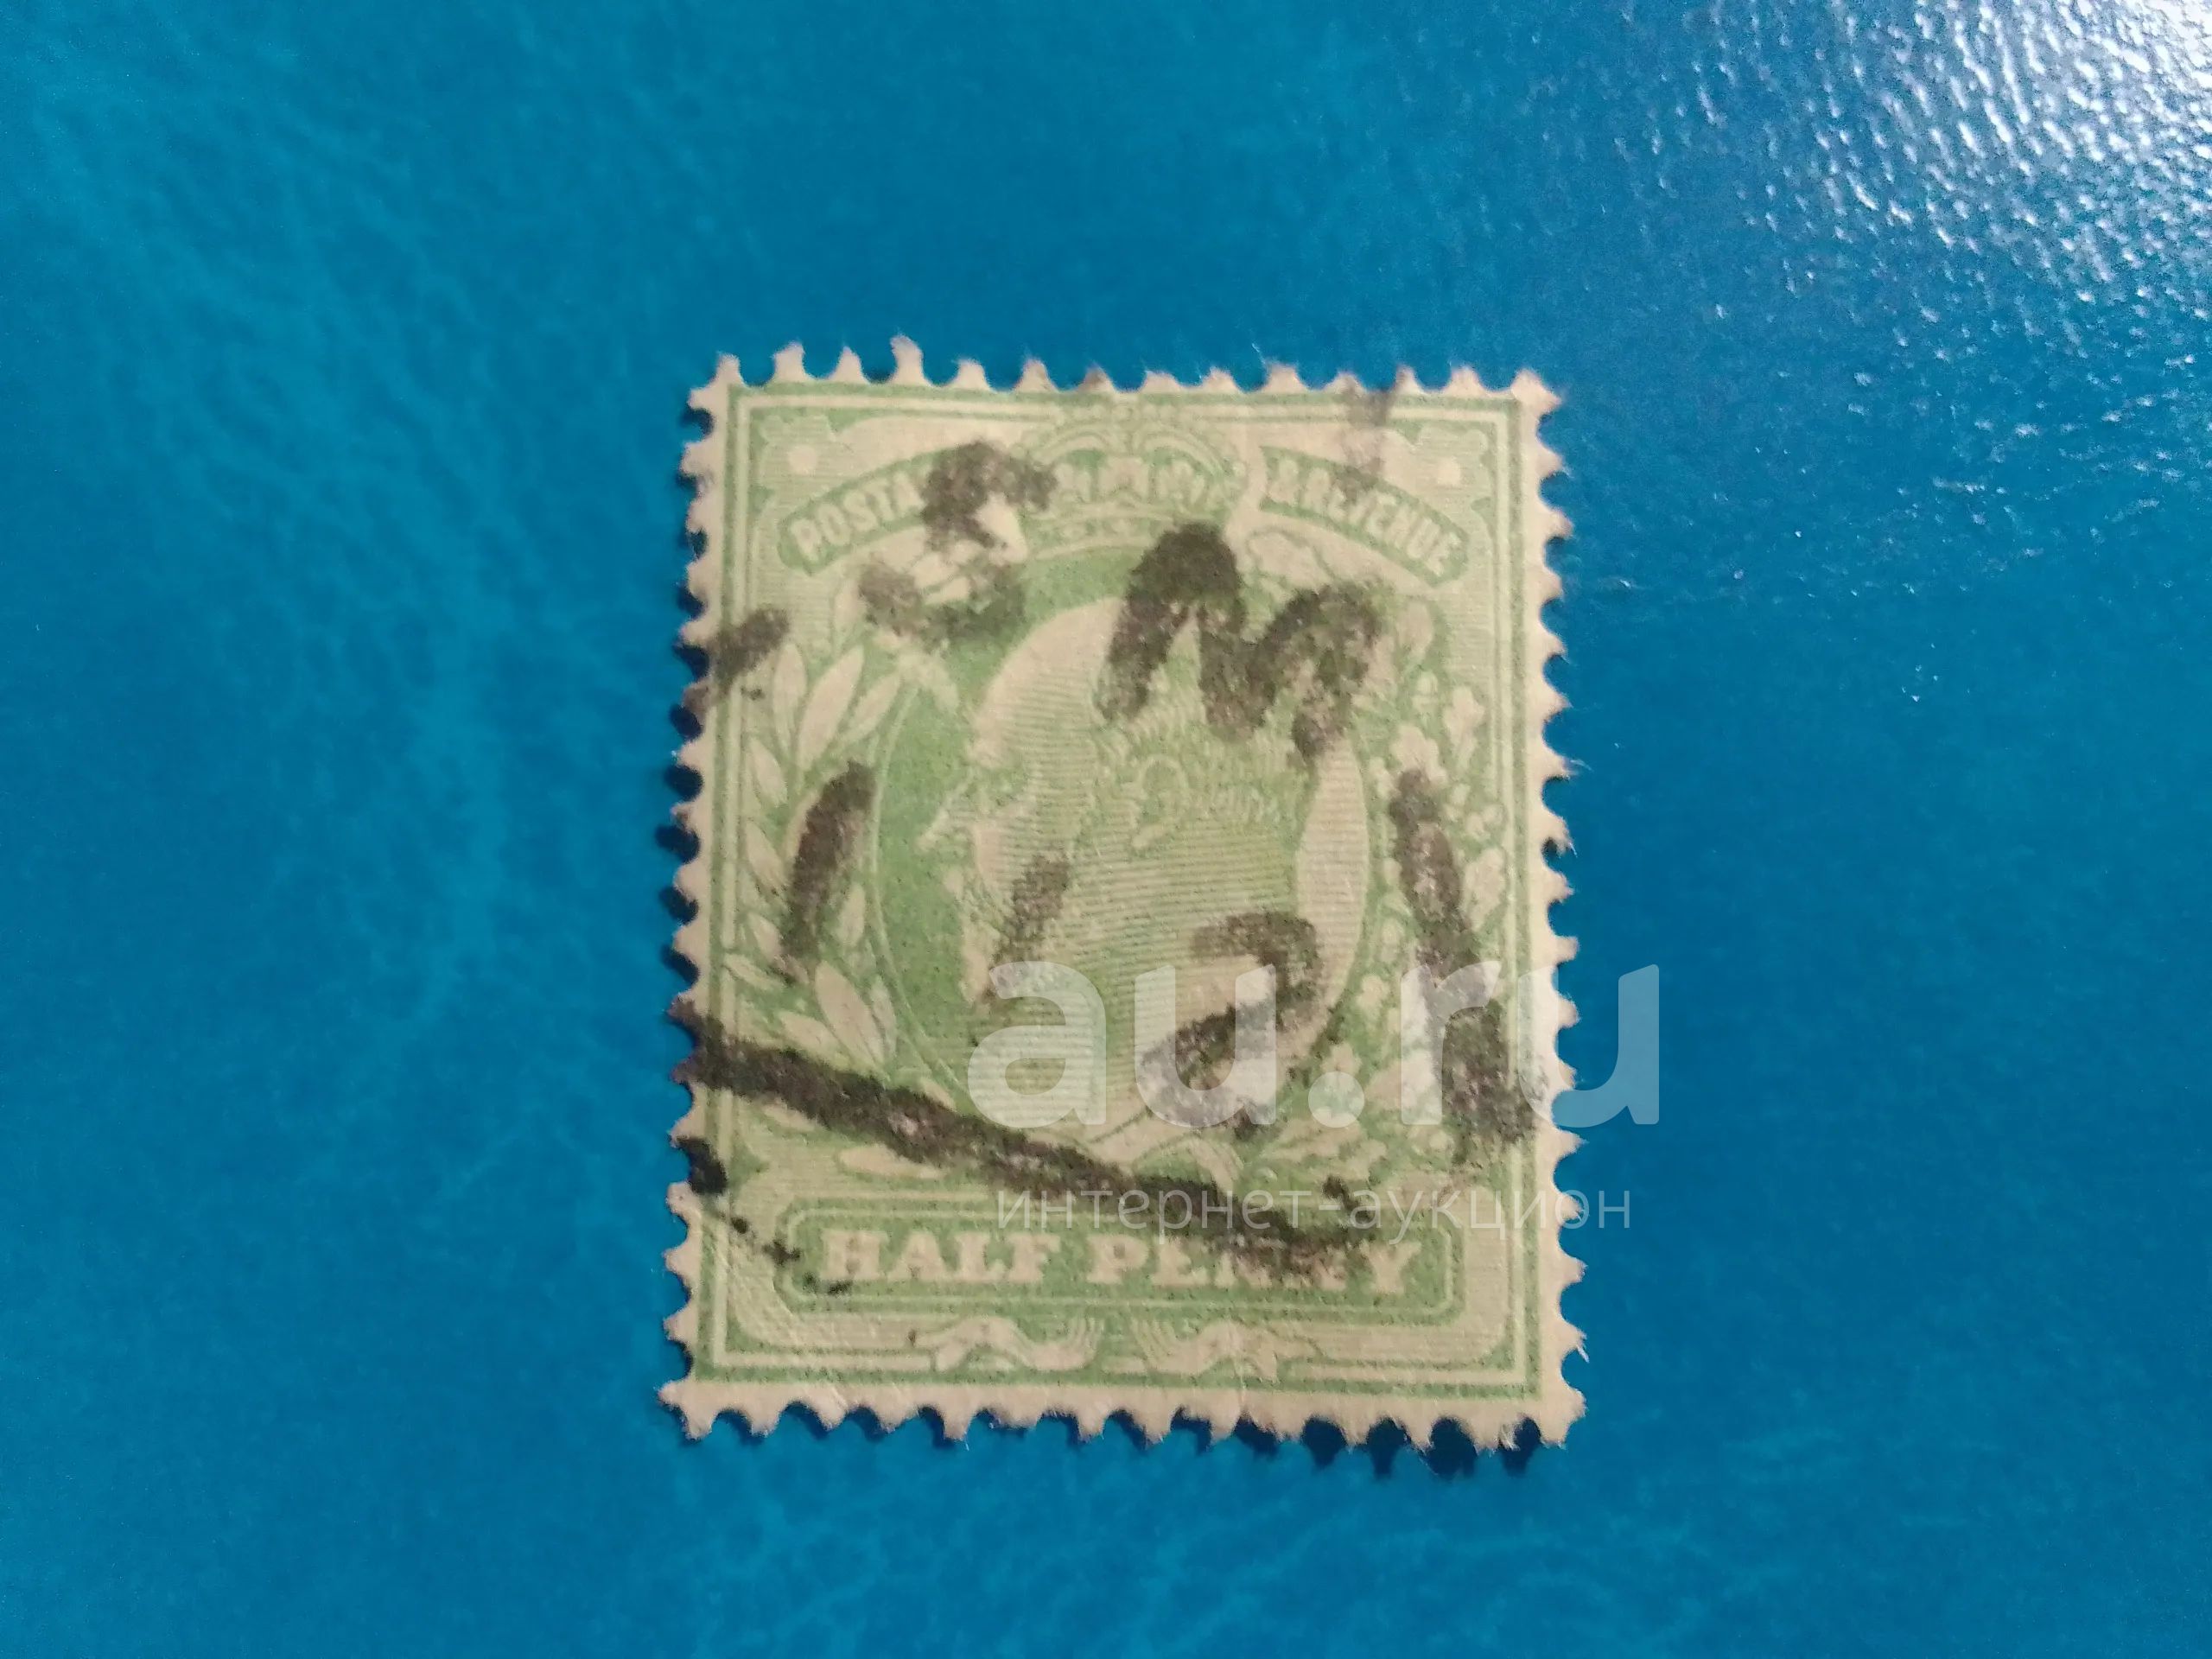 POSTAGE & REVENUE
M
au.ru
интернет-аукцион
HALF PENNY